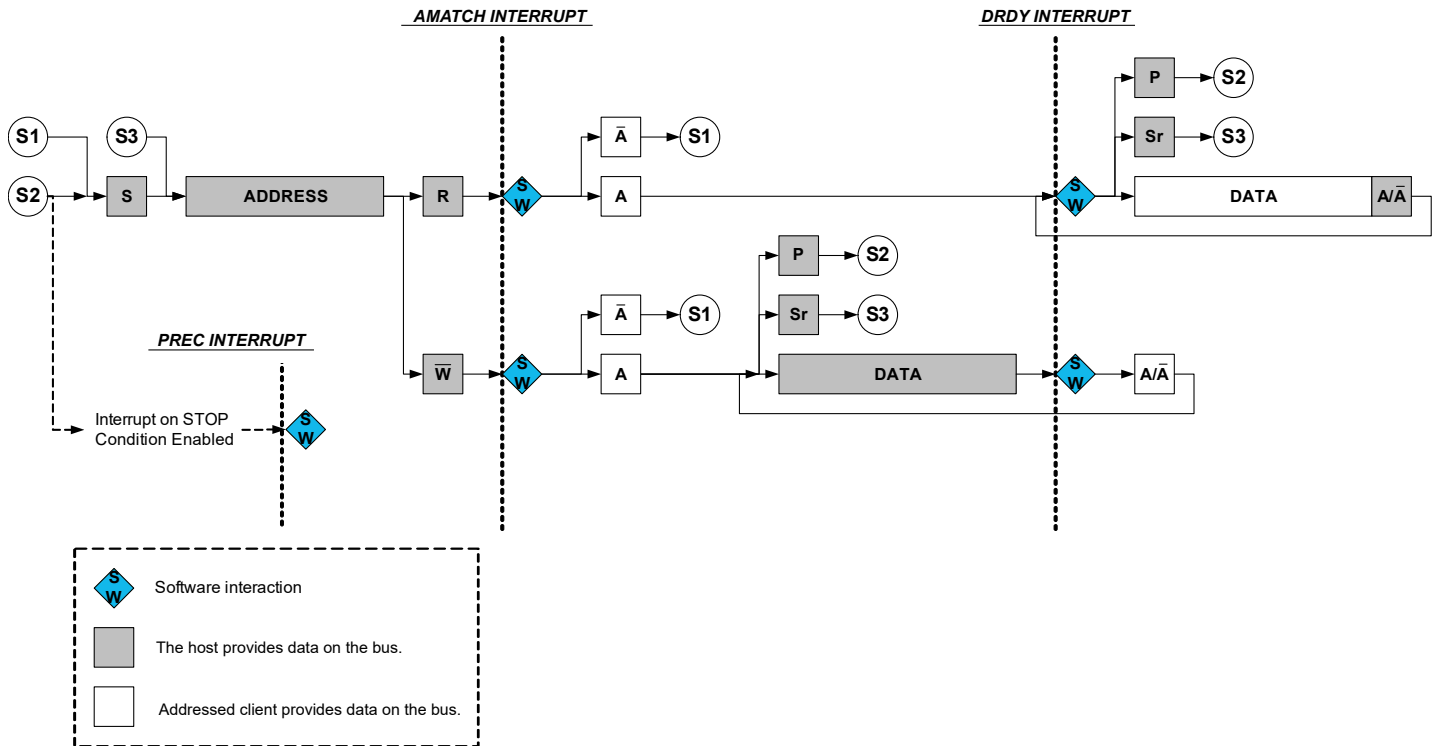 AMATCH INTERRUPT
DRDY INTERRUPT
P
S2
S1
S3
Ā
S1
Sr
S3
S2
S
ADDRESS
R
S
W
A
S
W
DATA
A/Ā
P
S2
Ā
S1
Sr
S3
PREC INTERRUPT
W̅
S
W
A
DATA
S
W
A/Ā
Interrupt on STOP
Condition Enabled
S
W
S
W
Software interaction
The host provides data on the bus.
Addressed client provides data on the bus.